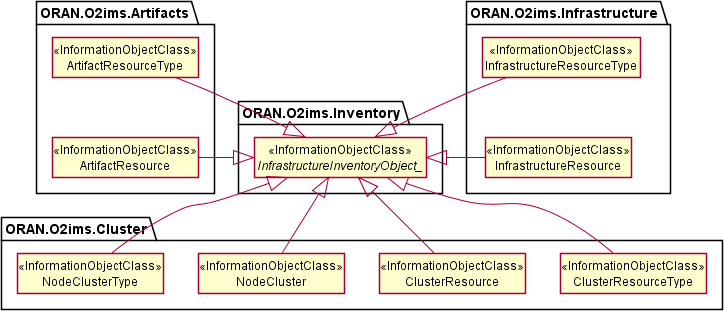 ORAN.O2ims.Artifacts
«InformationObjectClass»
ArtifactResourceType
«InformationObjectClass»
ArtifactResource
ORAN.O2ims.Infrastructure
«InformationObjectClass»
InfrastructureResourceType
«InformationObjectClass»
InfrastructureResource
ORAN.O2ims.Inventory
«InformationObjectClass»
InfrastructureInventoryObject_
ORAN.O2ims.Cluster
«InformationObjectClass»
NodeClusterType
«InformationObjectClass»
NodeCluster
«InformationObjectClass»
ClusterResource
«InformationObjectClass»
ClusterResourceType